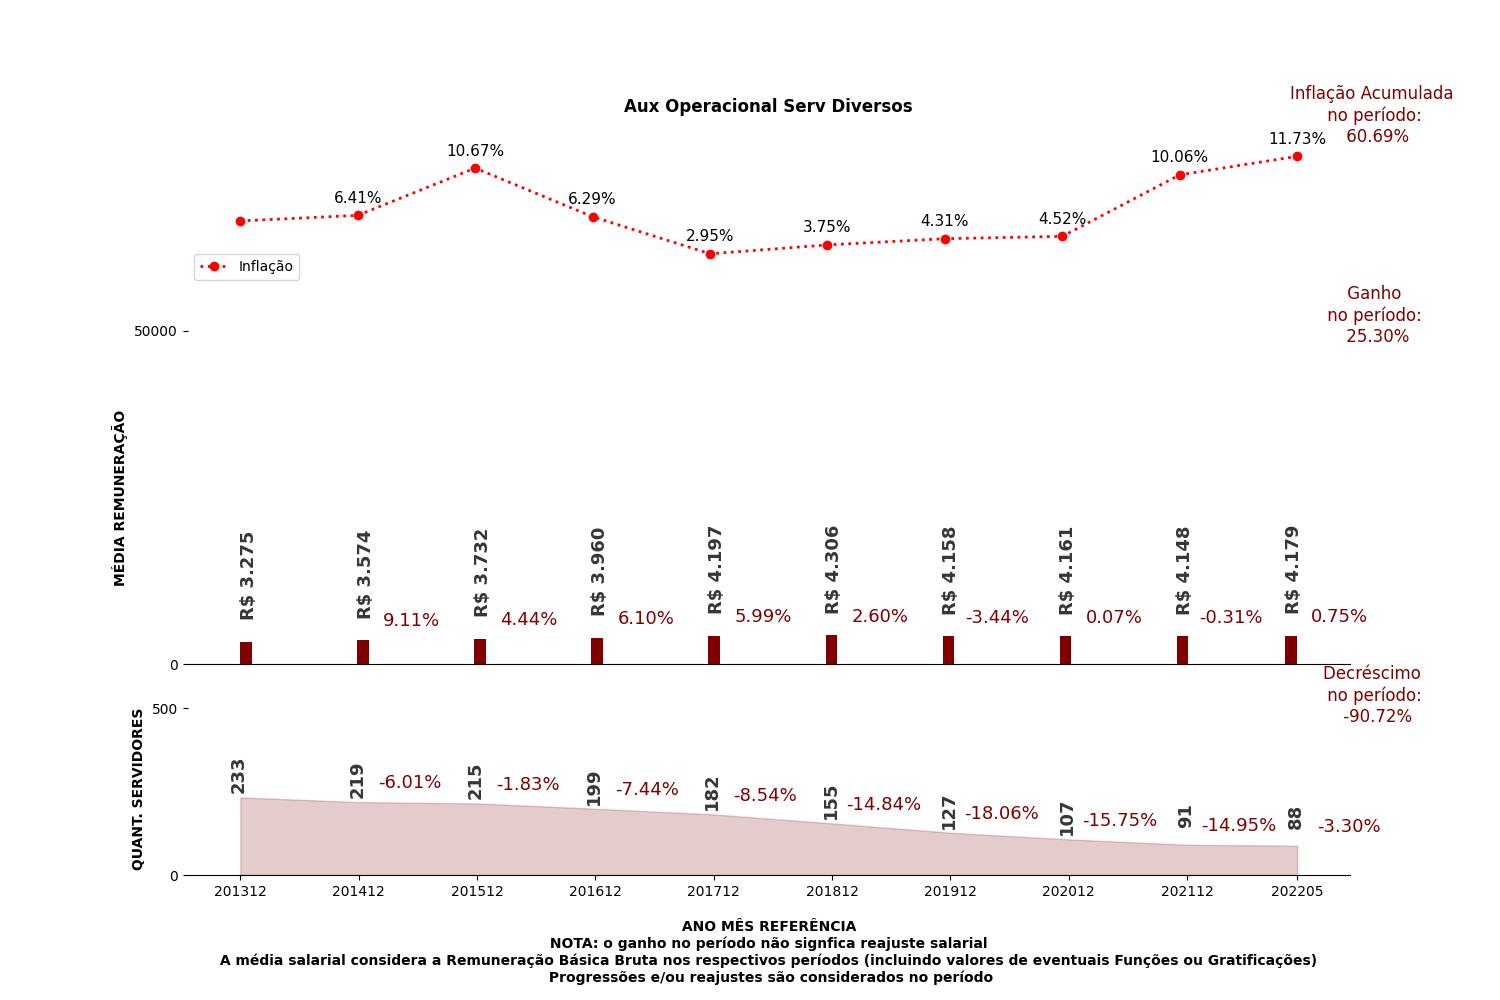 Aux Operacional Serv Diversos
Inflação Acumulada
no período:
60.69%
6.41%
10.67%
6.29%
2.95%
3.75%
4.31%
4.52%
10.06%
11.73%
Inflação
Ganho
no período:
25.30%
50000
0
MÉDIA REMUNERAÇÃO
R$ 3.275
R$ 3.574
R$ 3.732
R$ 3.960
R$ 4.197
R$ 4.306
R$ 4.158
R$ 4.161
R$ 4.148
R$ 4.179
9.11%
4.44%
6.10%
5.99%
2.60%
-3.44%
0.07%
-0.31%
0.75%
Decréscimo
no período:
-90.72%
500
0
QUANT. SERVIDORES
233
219
215
199
182
155
127
107
91
88
-6.01%
-1.83%
-7.44%
-8.54%
-14.84%
-18.06%
-15.75%
-14.95%
-3.30%
201312
201412
201512
201612
201712
201812
201912
202012
202112
202205
ANO MÊS REFERÊNCIA
NOTA: o ganho no período não signfica reajuste salarial
A média salarial considera a Remuneração Básica Bruta nos respectivos períodos (incluindo valores de eventuais Funções ou Gratificações)
Progressões e/ou reajustes são considerados no período